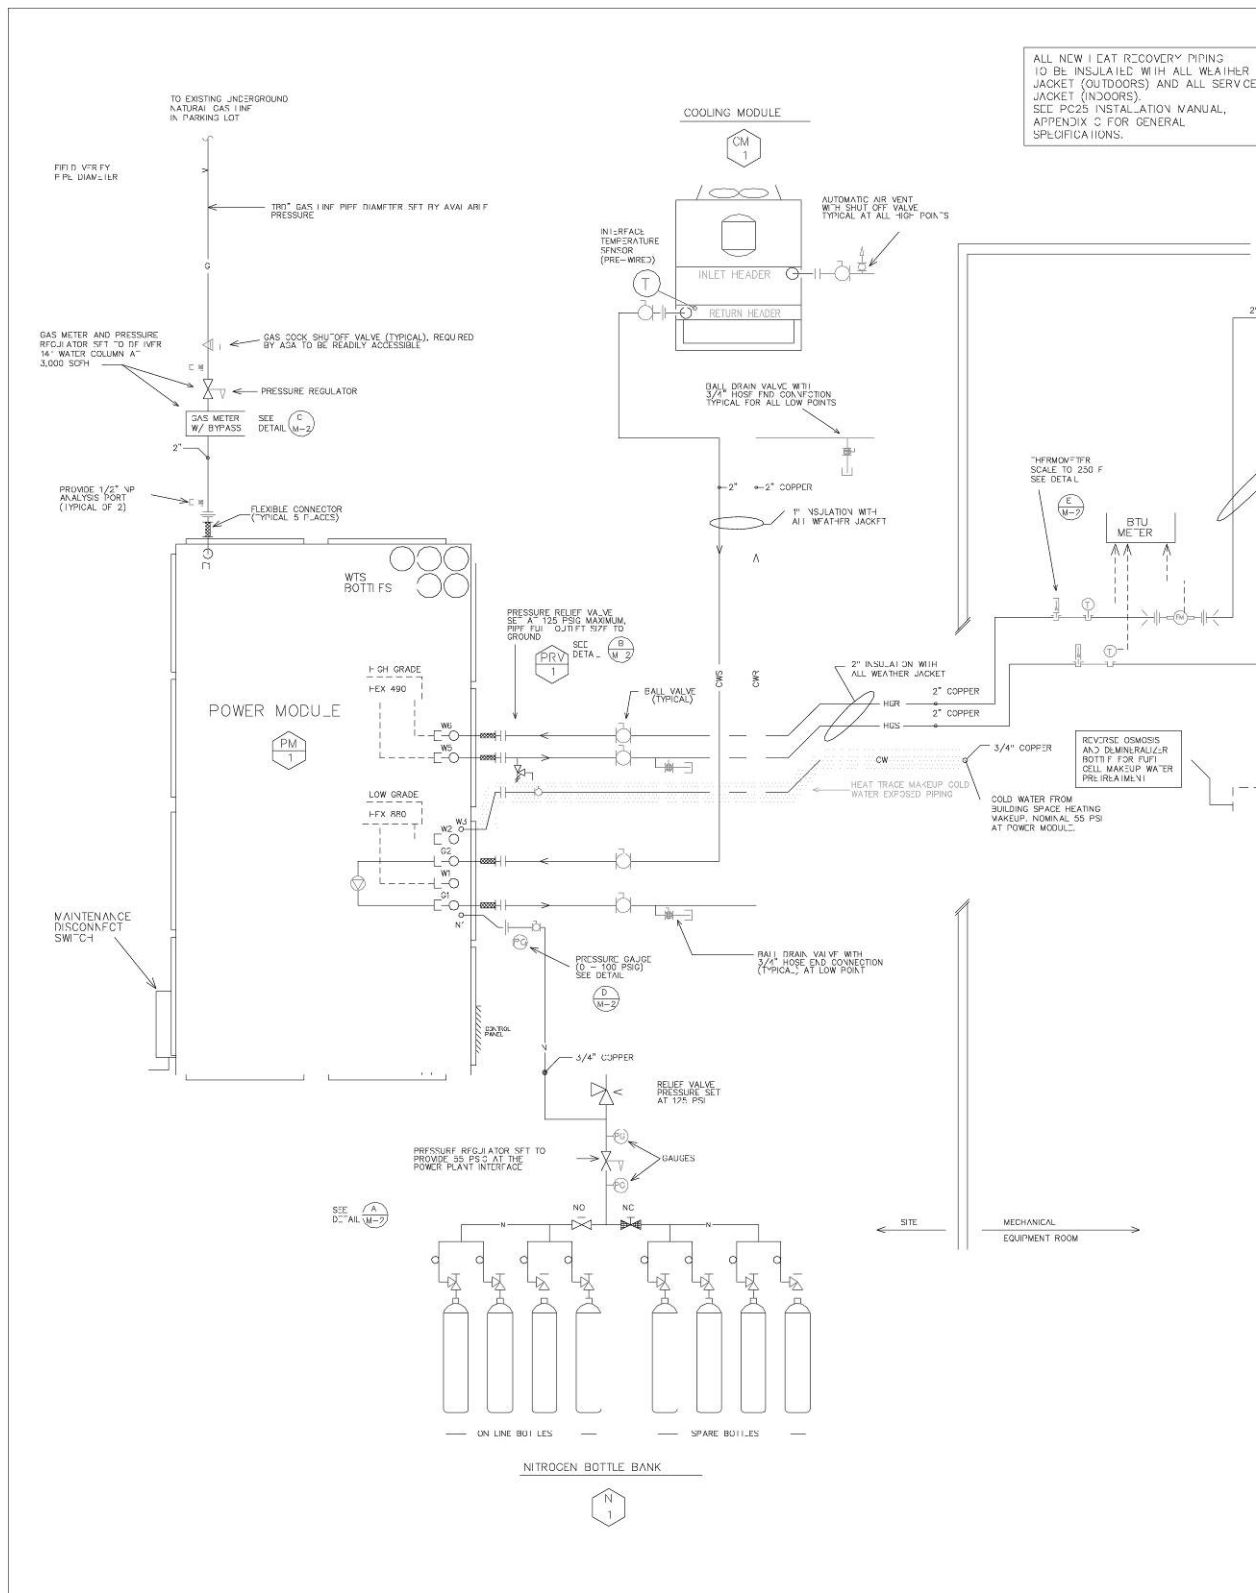 ALL NEW HEAT RECOVERY PIPING
TO BE INSULATED WITH ALL WEATHER
JACKET (OUTDOORS) AND ALL SERVICE
JACKET (INDOORS).
SEE PC25 INSTALLATION MANUAL,
APPENDIX C FOR GENERAL
SPECIFICATIONS.
TO EXISTING UNDERGROUND
NATURAL GAS LINE
IN PARKING LOT
COOLING MODULE
CM
1
FIELD VERIFY
PIPE DIAMETER
TBD" GAS LINE PIPE DIAMETER SET BY AVAILABLE
PRESSURE
AUTOMATIC AIR VENT
WITH SHUT OFF VALVE
TYPICAL AT ALL HIGH POINTS
INTERFACE
TEMPERATURE
SENSOR
(PRE-WIRED)
T
INLET HEADER
RETURN HEADER
G
2"
GAS METER AND PRESSURE
REGULATOR SET TO DELIVER
14" WATER COLUMN AT
3,000 SCFH
GAS COCK SHUTOFF VALVE (TYPICAL), REQUIRED
BY AGA TO BE READILY ACCESSIBLE
PRESSURE REGULATOR
BALL DRAIN VALVE WITH
3/4" HOSE END CONNECTION
TYPICAL FOR ALL LOW POINTS
GAS METER
W/ BYPASS
SEE
DETAIL
C
M-2
2"
THERMOMETER
SCALE TO 250 F
SEE DETAIL
E
M-2
BTU
METER
PROVIDE 1/2" NP
ANALYSIS PORT
(TYPICAL OF 2)
FLEXIBLE CONNECTOR
(TYPICAL 5 PLACES)
2"
2" COPPER
1" INSULATION WITH
ALL WEATHER JACKET
WTS
BOTTLES
PRESSURE RELIEF VALVE
SET AT 125 PSIG MAXIMUM,
PIPE FULL OUTLET SIZE TO
GROUND
SEE
DETAIL
B
M-2
PRV
1
T
FM
T
HIGH GRADE
HEX 490
CWS
CWR
BALL VALVE
(TYPICAL)
2" INSULATION WITH
ALL WEATHER JACKET
HGR
2" COPPER
HGS
2" COPPER
POWER MODULE
PM
1
W6
W5
CW
3/4" COPPER
REVERSE OSMOSIS
AND DEMINERALIZER
BOTTLE FOR FUEL
CELL MAKEUP WATER
PRETREATMENT
HEAT TRACE MAKEUP COLD
WATER EXPOSED PIPING
COLD WATER FROM
BUILDING SPACE HEATING
MAKEUP. NOMINAL 55 PSI
AT POWER MODULE.
LOW GRADE
HEX 880
W3
W2
G2
W1
G1
N1
MAINTENANCE
DISCONNECT
SWITCH
PG
PRESSURE GAUGE
(0 - 100 PSIG)
SEE DETAIL
D
M-2
BALL DRAIN VALVE WITH
3/4" HOSE END CONNECTION
(TYPICAL) AT LOW POINT
CONTROL
PANEL
N
3/4" COPPER
RELIEF VALVE
PRESSURE SET
AT 125 PSI
PG
PRESSURE REGULATOR SET TO
PROVIDE 55 PSIG AT THE
POWER PLANT INTERFACE
GAUGES
PG
SEE
DETAIL
A
M-2
NO
NC
N
N
SITE
MECHANICAL
EQUIPMENT ROOM
ON LINE BOTTLES
SPARE BOTTLES
NITROGEN BOTTLE BANK
N
1